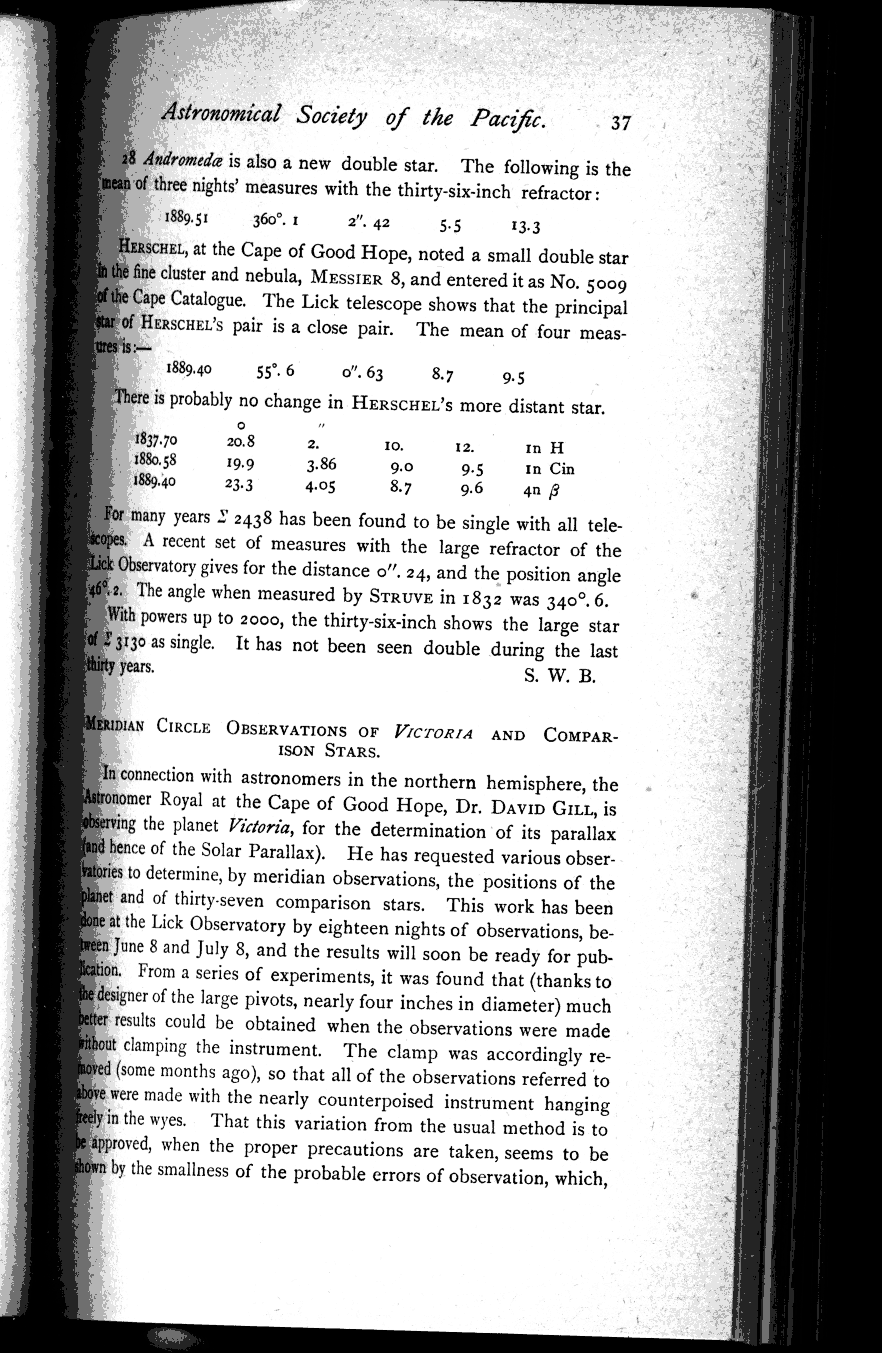 Astronomical Society of the Pacific. 37
28 Andromedæ is also a new double star. The following is the
mean of three nights' measures with the thirty-six-inch refractor:
1889.51 360°. 1 2". 42 5.5 13.3
HERSCHEL, at the Cape of Good Hope, noted a small double star
in the fine cluster and nebula, MESSIER 8, and entered it as No. 5009
of the Cape Catalogue. The Lick telescope shows that the principal
star of HERSCHEL'S pair is a close pair. The mean of four meas-
ures is:—
1889.40 55°. 6 0". 63 8.7 9.5
There is probably no change in HERSCHEL'S more distant star.
o "
1837.70 20.8 2. 10. 12. 1n H
1880.58 19.9 3.86 9.0 9.5 1n Cin
1889.40 23.3 4.05 8.7 9.6 4n β
For many years Σ 2438 has been found to be single with all tele-
scopes. A recent set of measures with the large refractor of the
Lick Observatory gives for the distance 0". 24, and the position angle
46°. 2. The angle when measured by STRUVE in 1832 was 340°. 6.
With powers up to 2000, the thirty-six-inch shows the large star
of Σ 3130 as single. It has not been seen double during the last
thirty years. S. W. B.
MERIDIAN CIRCLE OBSERVATIONS OF VICTORIA AND COMPAR-
ISON STARS.
In connection with astronomers in the northern hemisphere, the
Astronomer Royal at the Cape of Good Hope, Dr. DAVID GILL, is
observing the planet Victoria, for the determination of its parallax
(and hence of the Solar Parallax). He has requested various obser-
vatories to determine, by meridian observations, the positions of the
planet and of thirty-seven comparison stars. This work has been
done at the Lick Observatory by eighteen nights of observations, be-
tween June 8 and July 8, and the results will soon be ready for pub-
lication. From a series of experiments, it was found that (thanks to
the designer of the large pivots, nearly four inches in diameter) much
better results could be obtained when the observations were made
without clamping the instrument. The clamp was accordingly re-
moved (some months ago), so that all of the observations referred to
above were made with the nearly counterpoised instrument hanging
freely in the wyes. That this variation from the usual method is to
be approved, when the proper precautions are taken, seems to be
shown by the smallness of the probable errors of observation, which,